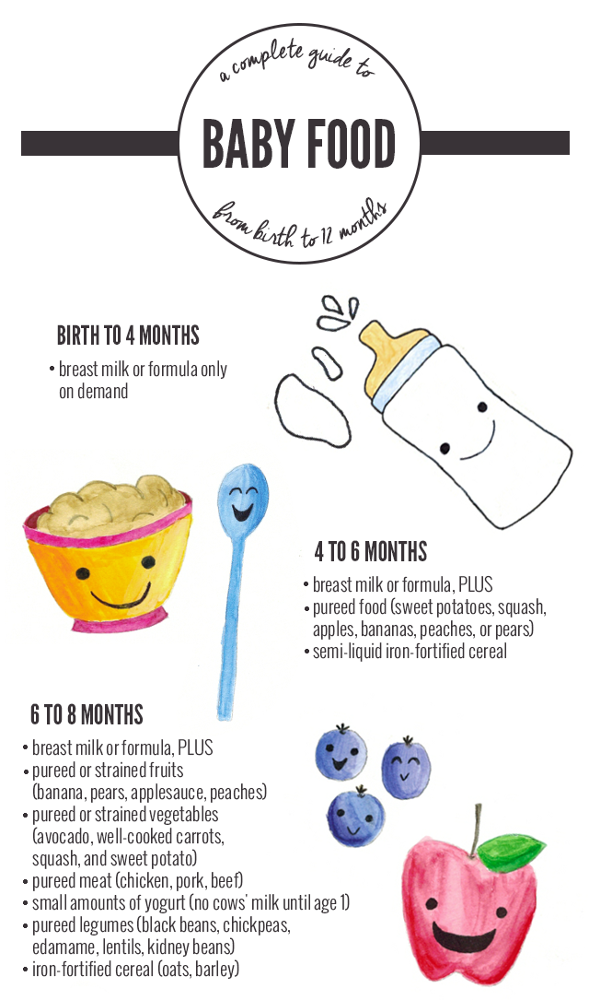 a complete guide to
BABY FOOD
from birth to 12 months
BIRTH TO 4 MONTHS
• breast milk or formula only
on demand
4 TO 6 MONTHS
• breast milk or formula, PLUS
• pureed food (sweet potatoes, squash,
apples, bananas, peaches, or pears)
• semi-liquid iron-fortified cereal
6 TO 8 MONTHS
• breast milk or formula, PLUS
• pureed or strained fruits
(banana, pears, applesauce, peaches)
• pureed or strained vegetables
(avocado, well-cooked carrots,
squash, and sweet potato)
• pureed meat (chicken, pork, beef)
• small amounts of yogurt (no cows' milk until age 1)
• pureed legumes (black beans, chickpeas,
edamame, lentils, kidney beans)
• iron-fortified cereal (oats, barley)